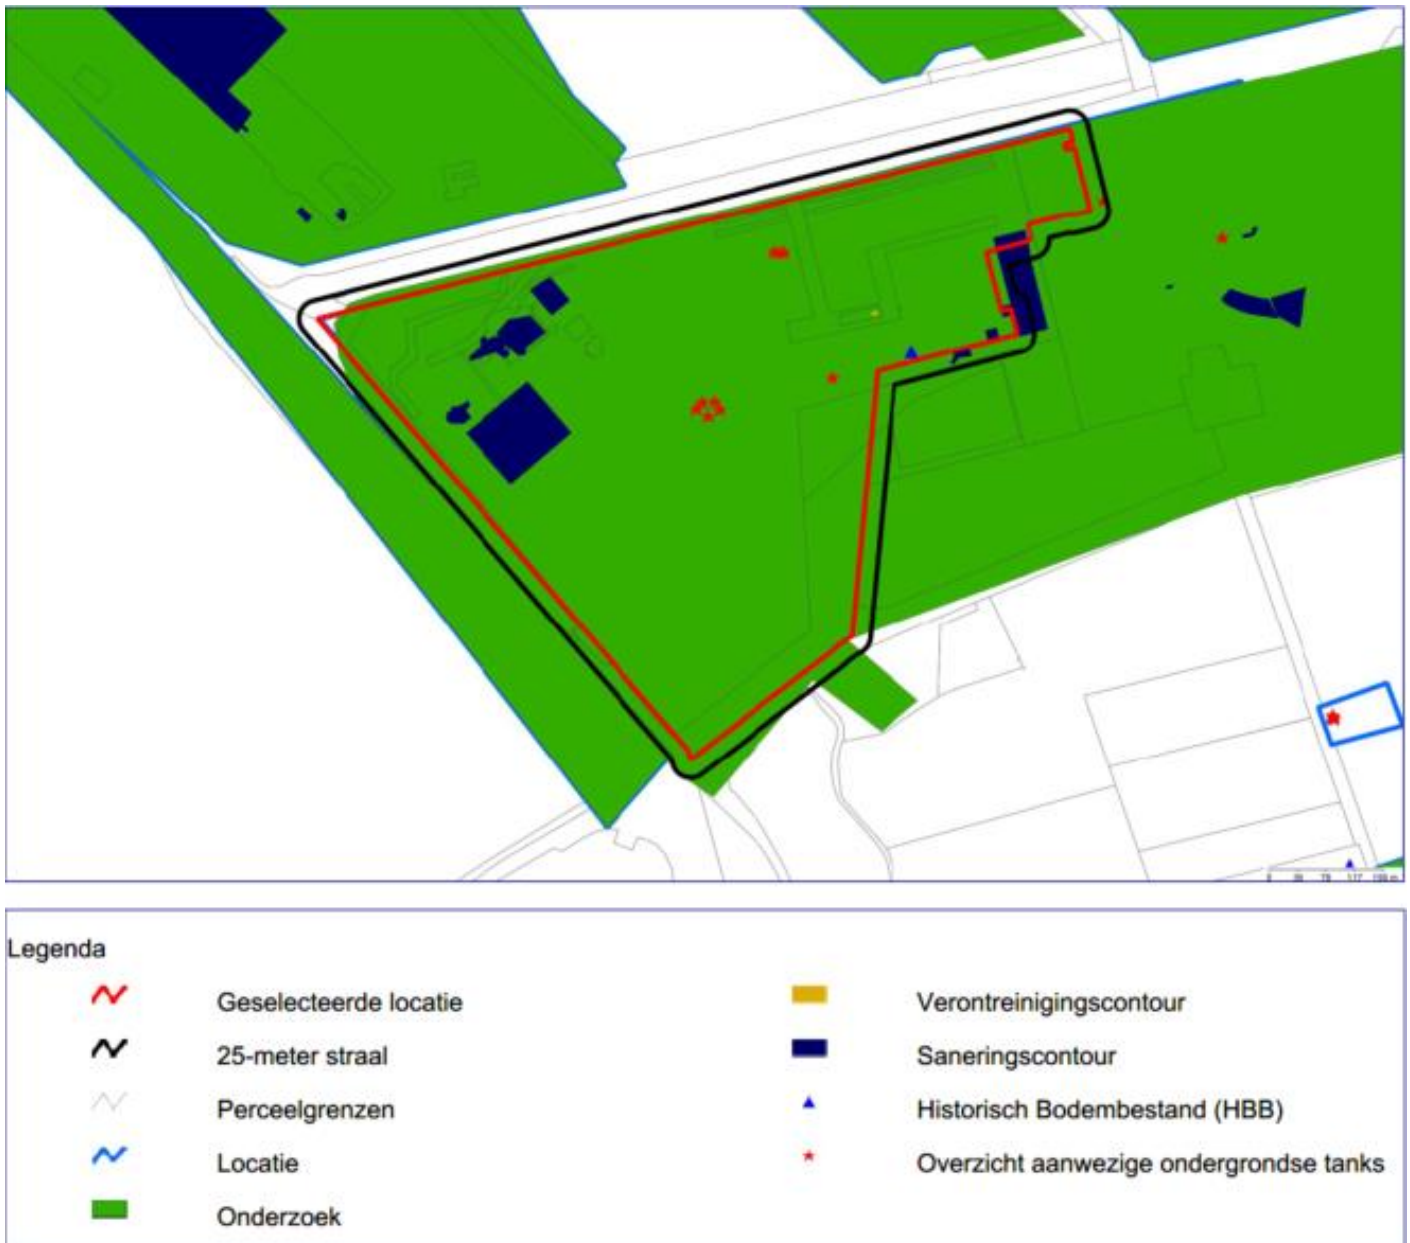 Legenda
Geselecteerde locatie
25-meter straal
Perceelgrenzen
Locatie
Onderzoek
Verontreinigingscontour
Saneringscontour
Historisch Bodembestand (HBB)
Overzicht aanwezige ondergrondse tanks